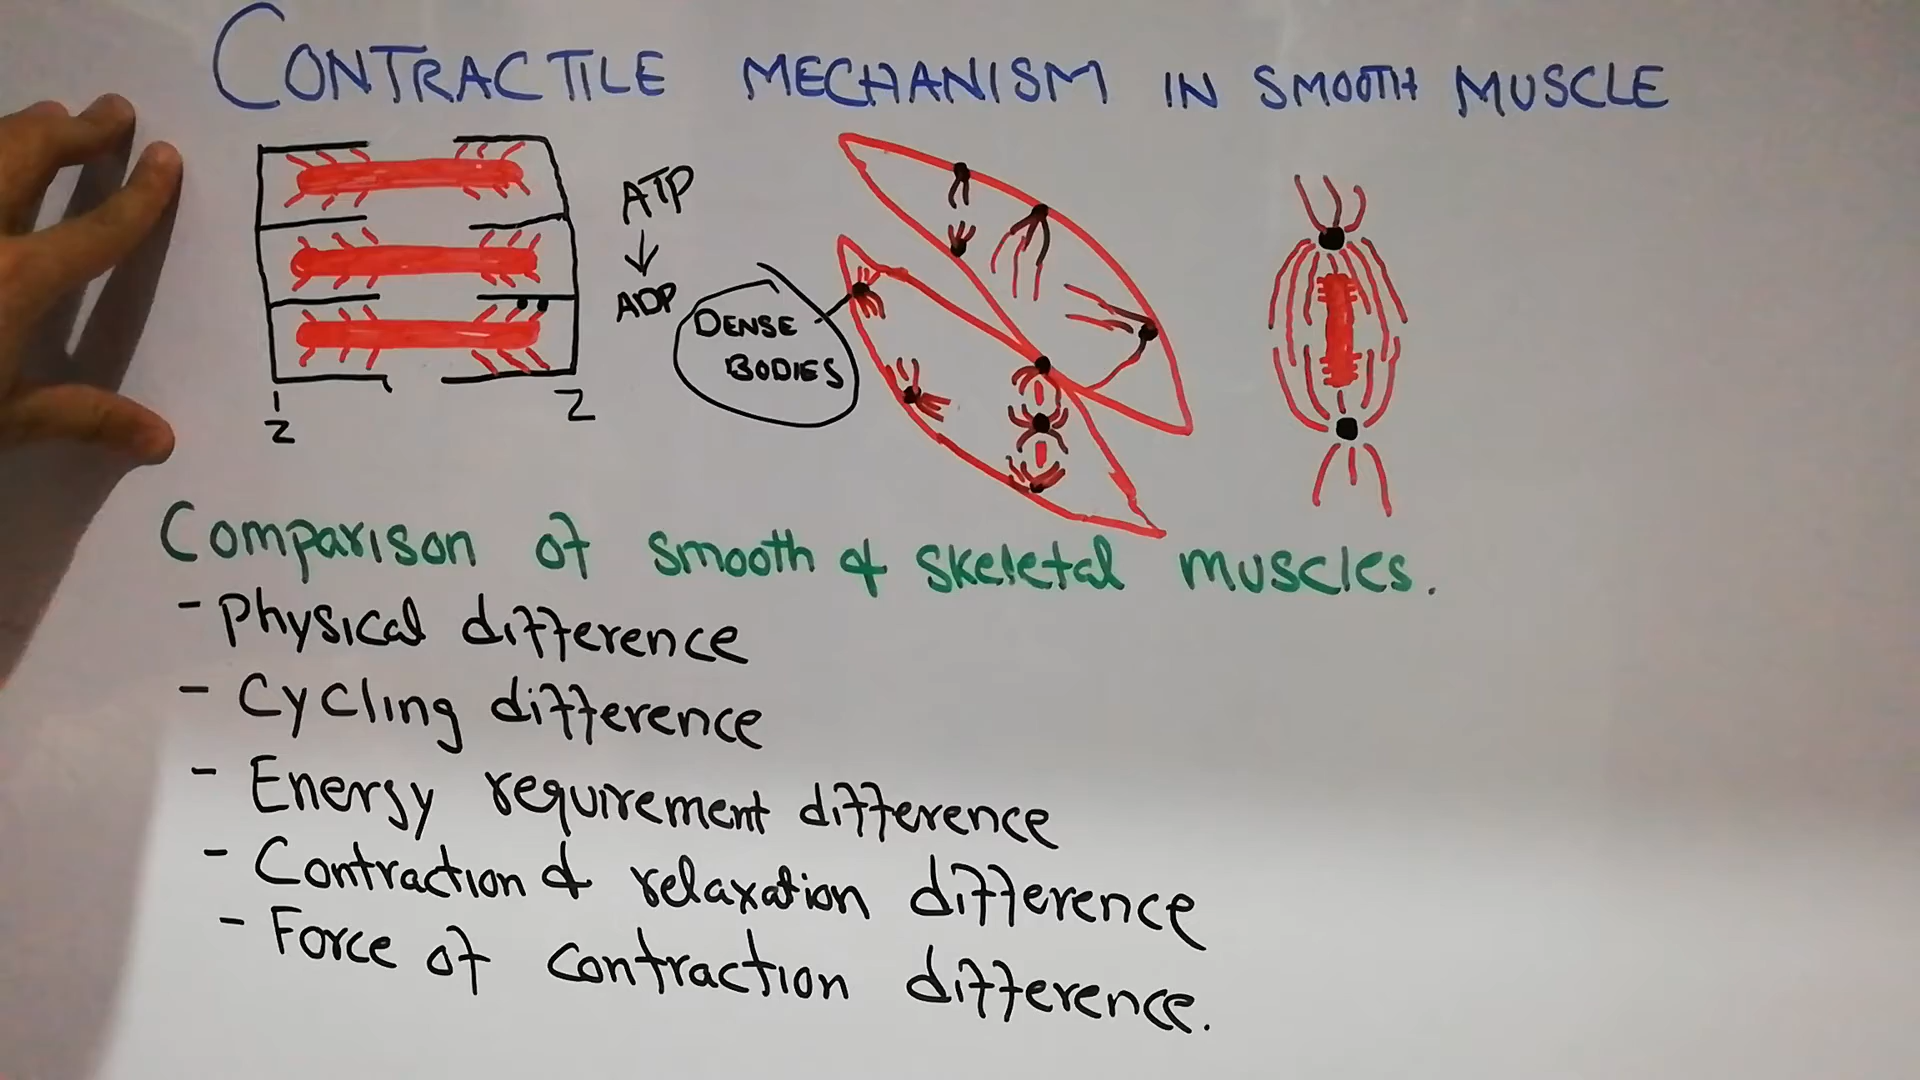 CONTRACTILE MECHANISM IN SMOOTH MUSCLE
ATP
ADP
DENSE
BODIES
Z
Z
Comparison of smooth & skeletal muscles.
- Physical difference
- Cycling difference
- Energy requirement difference
- Contraction & relaxation difference
- Force of contraction difference.